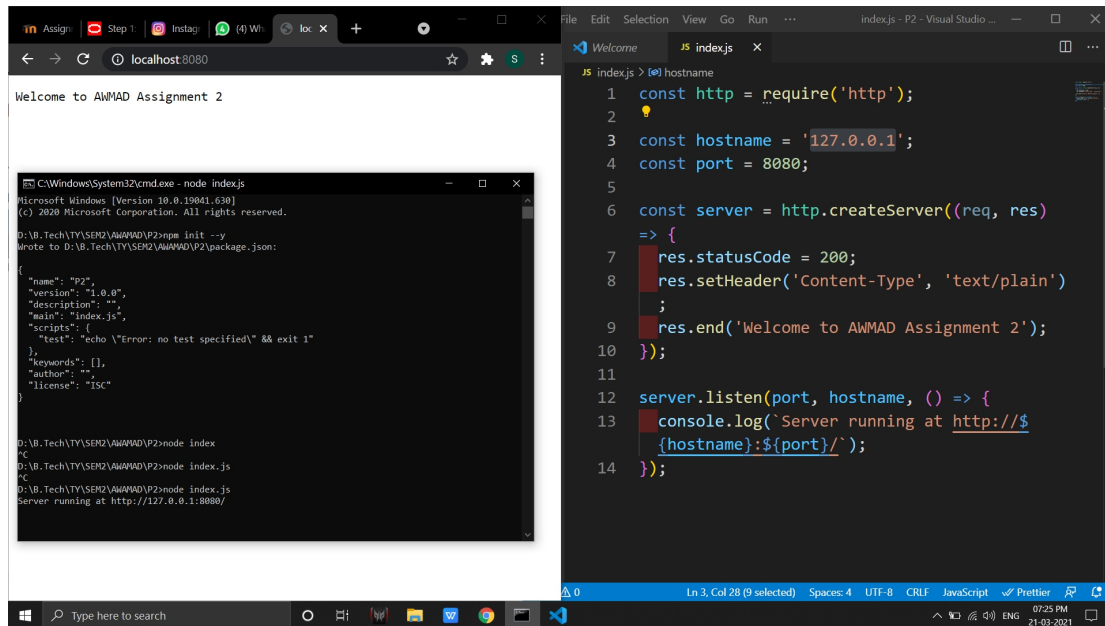 Assignr
Step 1:
Instagr
(4) Wh
loc
localhost:8080
S
Welcome to AWMAD Assignment 2
C:\Windows\System32\cmd.exe - node  index.js
Microsoft Windows [Version 10.0.19041.630]
(c) 2020 Microsoft Corporation. All rights reserved.
D:\B.Tech\TY\SEM2\AWAMAD\P2>npm init --y
Wrote to D:\B.Tech\TY\SEM2\AWAMAD\P2\package.json:
{
  "name": "P2",
  "version": "1.0.0",
  "description": "",
  "main": "index.js",
  "scripts": {
    "test": "echo \"Error: no test specified\" && exit 1"
  },
  "keywords": [],
  "author": "",
  "license": "ISC"
}
D:\B.Tech\TY\SEM2\AWAMAD\P2>node index
^C
D:\B.Tech\TY\SEM2\AWAMAD\P2>node index.js
^C
D:\B.Tech\TY\SEM2\AWAMAD\P2>node index.js
Server running at http://127.0.0.1:8080/
File Edit Selection View Go Run ··· index.js - P2 - Visual Studio ...
Welcome JS index.js
JS index.js > hostname
1 const http = require('http');
2
3 const hostname = '127.0.0.1';
4 const port = 8080;
5
6 const server = http.createServer((req, res)
=> {
7   res.statusCode = 200;
8   res.setHeader('Content-Type', 'text/plain')
;
9   res.end('Welcome to AWMAD Assignment 2');
10 });
11
12 server.listen(port, hostname, () => {
13   console.log(`Server running at http://$
{hostname}:${port}/`);
14 });
0 Ln 3, Col 28 (9 selected) Spaces: 4 UTF-8 CRLF JavaScript Prettier
Type here to search
W
ENG
07:25 PM
21-03-2021